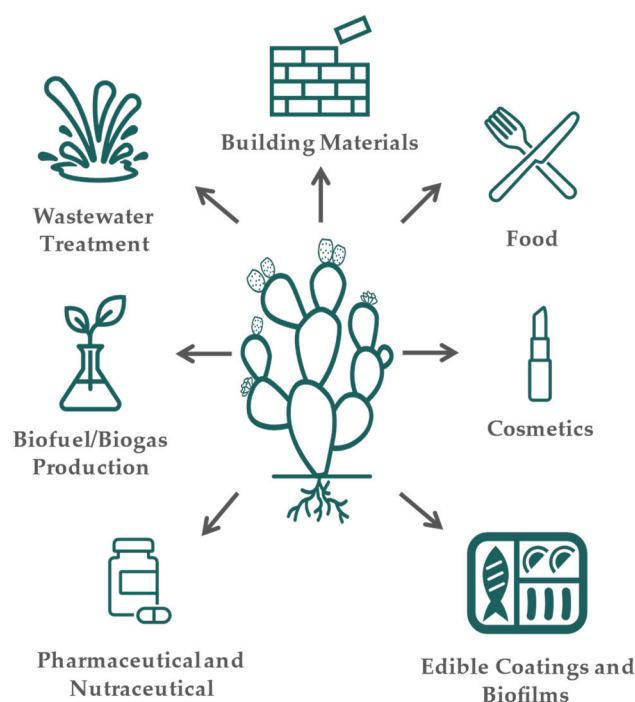 Building Materials
Wastewater
Treatment
Food
Biofuel/Biogas
Production
Cosmetics
Pharmaceutical and
Nutraceutical
Edible Coatings and
Biofilms